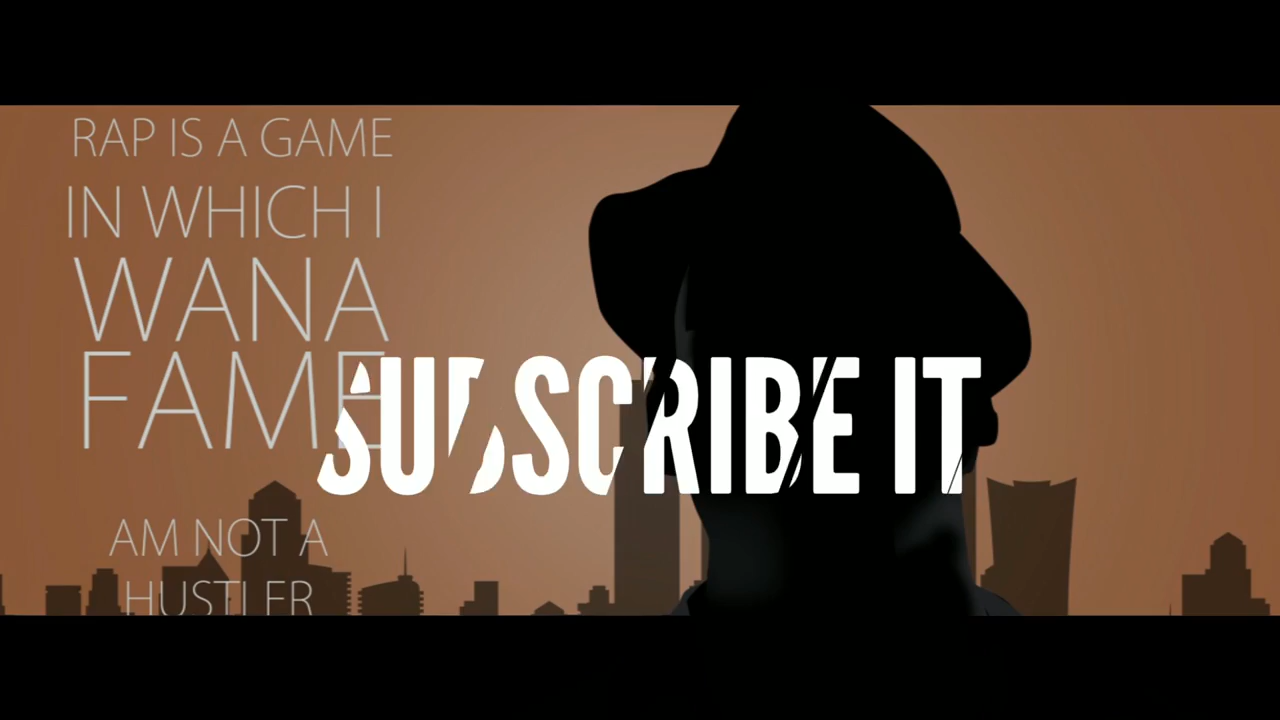 RAP IS A GAME
IN WHICH I
WANA
FAME
SUBSCRIBE IT
AM NOT A
HUSTLER